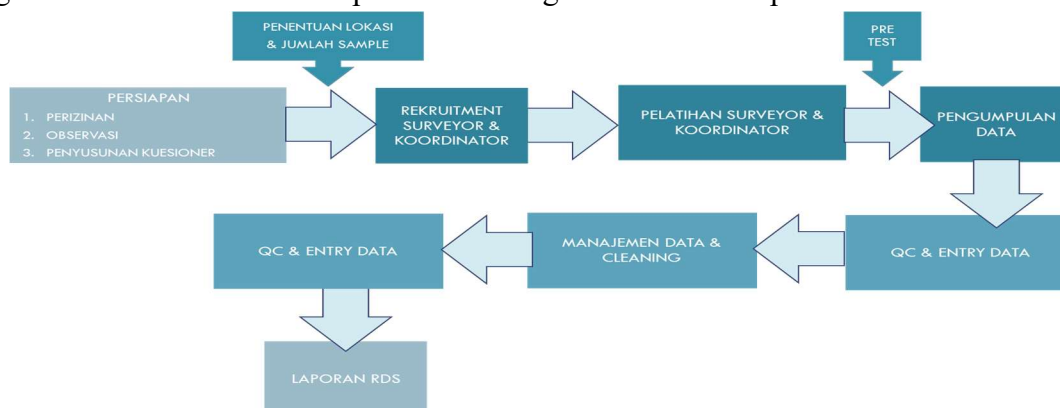 PENENTUAN LOKASI
& JUMLAH SAMPLE
PRE
TEST
PERSIAPAN
1. PERIZINAN
2. OBSERVASI
3. PENYUSUNAN KUESIONER
REKRUITMENT
SURVEYOR &
KOORDINATOR
PELATIHAN SURVEYOR &
KOORDINATOR
PENGUMPULAN
DATA
QC & ENTRY DATA
MANAJEMEN DATA &
CLEANING
QC & ENTRY DATA
LAPORAN RDS